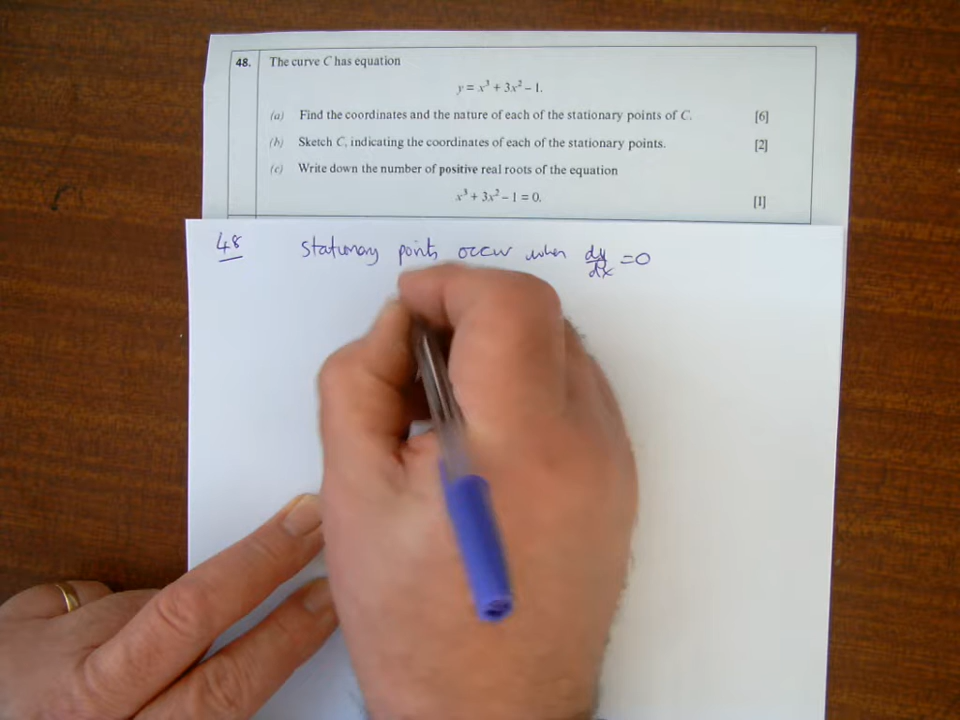 48. The curve C has equation
y = x³ + 3x² – 1.
(a) Find the coordinates and the nature of each of the stationary points of C. [6]
(b) Sketch C, indicating the coordinates of each of the stationary points. [2]
(c) Write down the number of positive real roots of the equation
x³ + 3x² – 1 = 0. [1]
48 Stationary points occur when dy/dx = 0